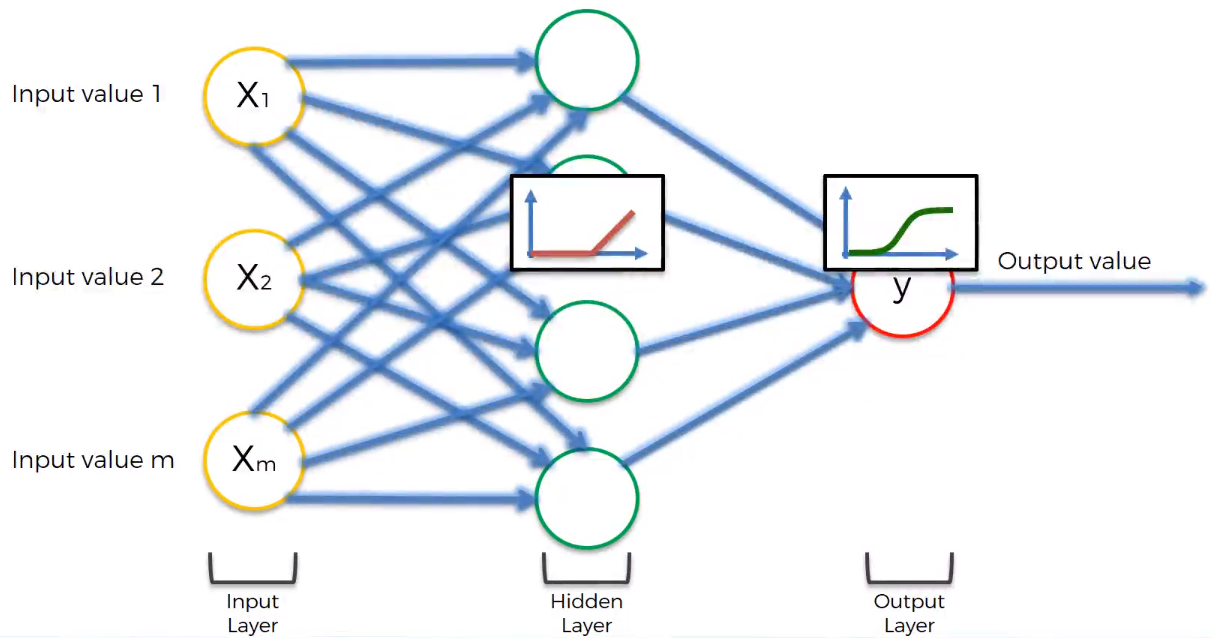 Input value 1
X1
Input value 2
X2
Input value m
Xm
y
Output value
Input
Layer
Hidden
Layer
Output
Layer